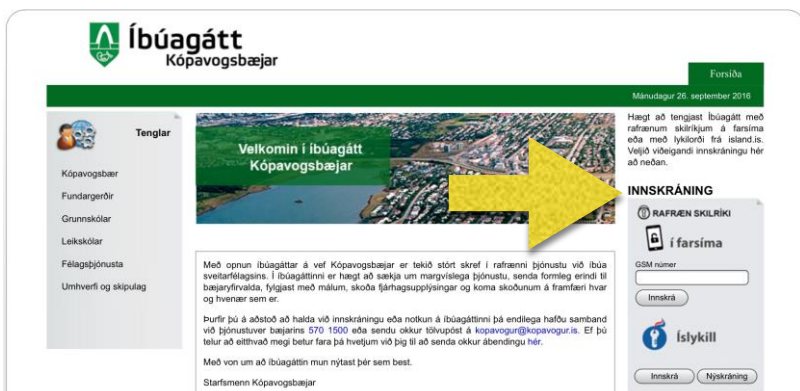 Íbúagátt
Kópavogsbæjar
Forsíða
Mánudagur 26. september 2016
Tenglar
Kópavogsbær
Fundargerðir
Grunnskólar
Leikskólar
Félagsþjónusta
Umhverfi og skipulag
Velkomin í íbúagátt
Kópavogsbæjar
Með opnun íbúagáttar á vef Kópavogsbæjar er tekið stórt skref í rafrænni þjónustu við íbúa
sveitarfélagsins. Í íbúagáttinni er hægt að sækja um margvíslega þjónustu, senda formleg erindi til
bæjaryfirvalda, fylgjast með málum, skoða fjárhagsupplýsingar og koma skoðunum á framfæri hvar
og hvenær sem er.
Þurfir þú á aðstoð að halda við innskráningu eða notkun á íbúagáttinni þá endilega hafðu samband
við þjónustuver bæjarins 570 1500 eða sendu okkur tölvupóst á kopavogur@kopavogur.is. Ef þú
telur að eitthvað megi betur fara þá hvetjum við þig til að senda okkur ábendingu hér.
Með von um að íbúagáttin mun nýtast þér sem best.
Starfsmenn Kópavogsbæjar
Hægt að tengjast Íbúagátt með
rafrænum skilríkjum á farsíma
eða með lykilorði frá island.is.
Veljið viðeigandi innskráningu hér
að neðan.
INNSKRÁNING
RAFRÆN SKILRÍKI
í farsíma
GSM númer
Innskrá
Íslykill
Innskrá
Nýskráning